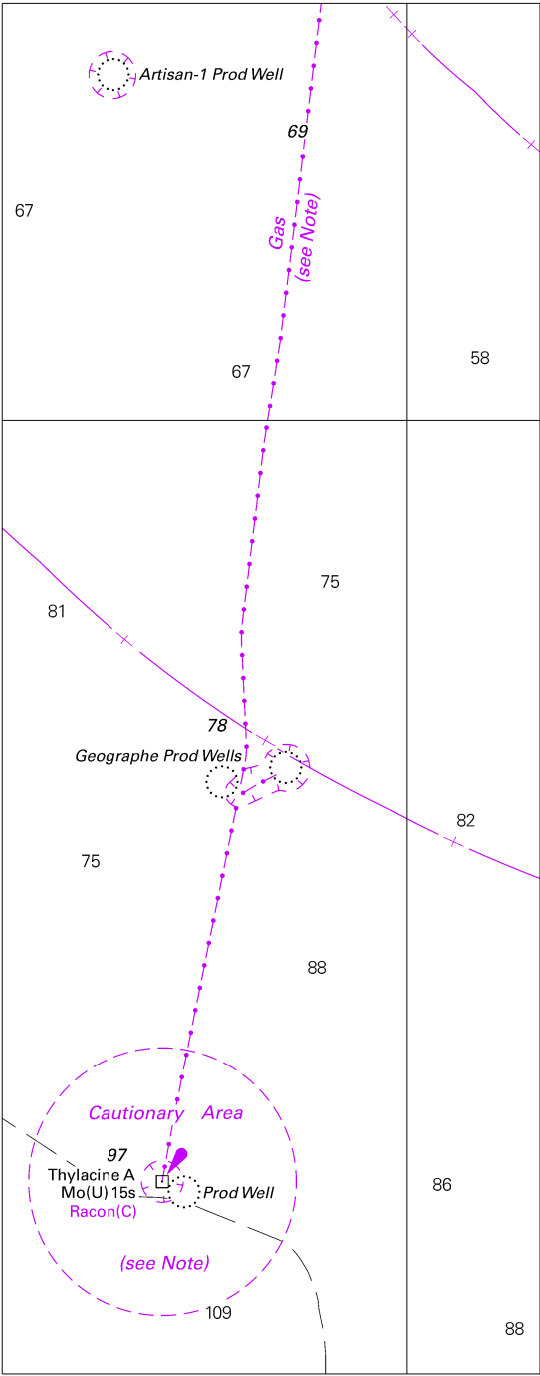 Artisan-1 Prod Well
69
67
Gas
(see Note)
58
67
75
81
78
Geographe Prod Wells
82
75
88
Cautionary Area
97
Thylacine A
Mo(U)15s
Racon(C)
Prod Well
86
(see Note)
109
88